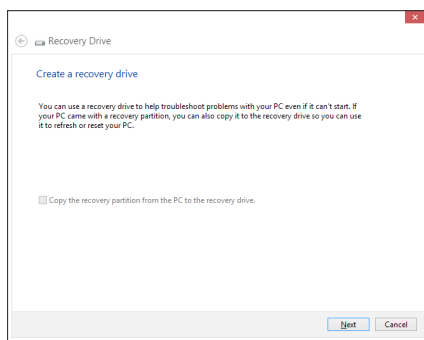 Recovery Drive
Create a recovery drive
You can use a recovery drive to help troubleshoot problems with your PC even if it can't start. If
your PC came with a recovery partition, you can also copy it to the recovery drive so you can use
it to refresh or reset your PC.
Copy the recovery partition from the PC to the recovery drive.
Next Cancel